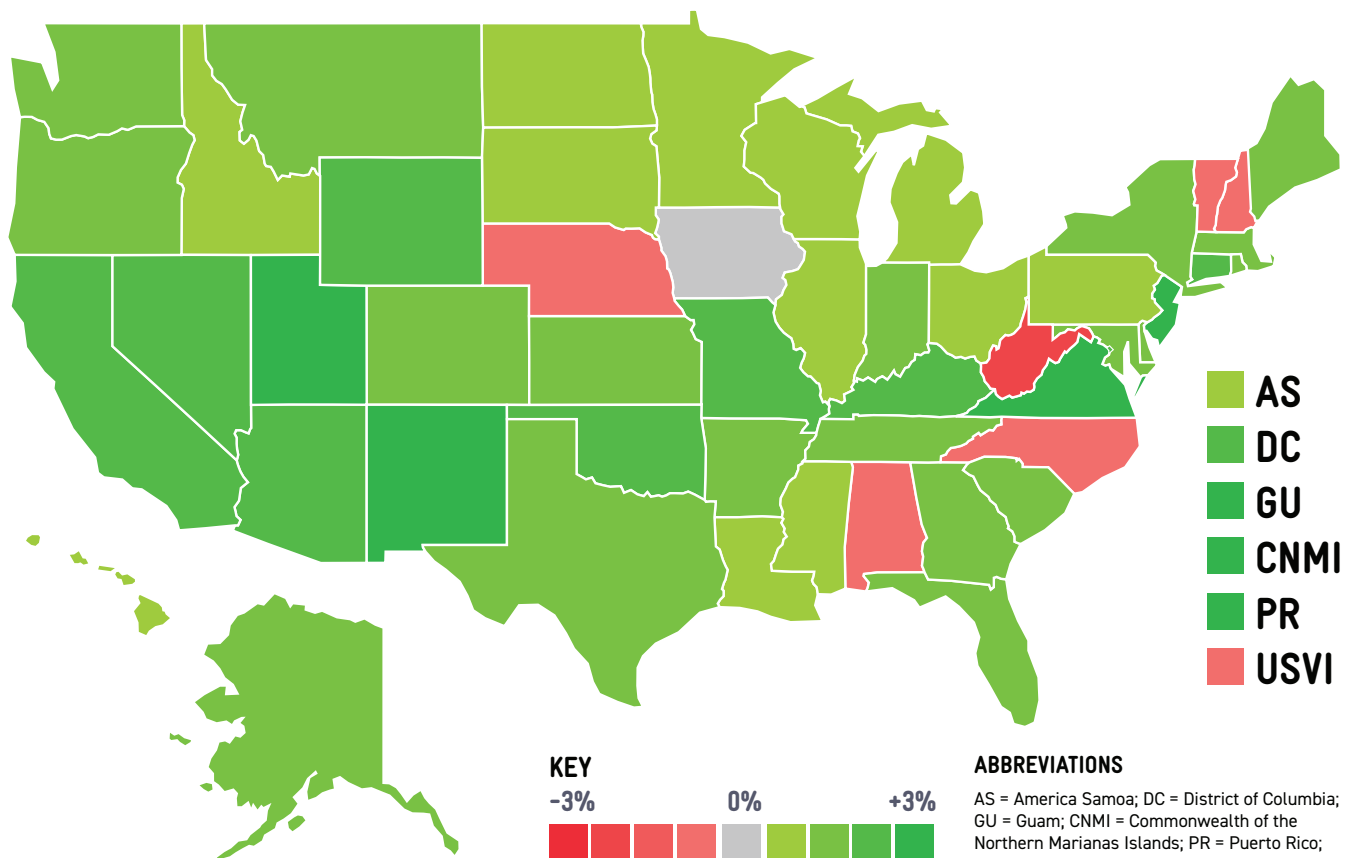 AS
DC
GU
CNMI
PR
USVI
KEY
-3% 0% +3%
ABBREVIATIONS
AS = America Samoa; DC = District of Columbia;
GU = Guam; CNMI = Commonwealth of the
Northern Marianas Islands; PR = Puerto Rico;